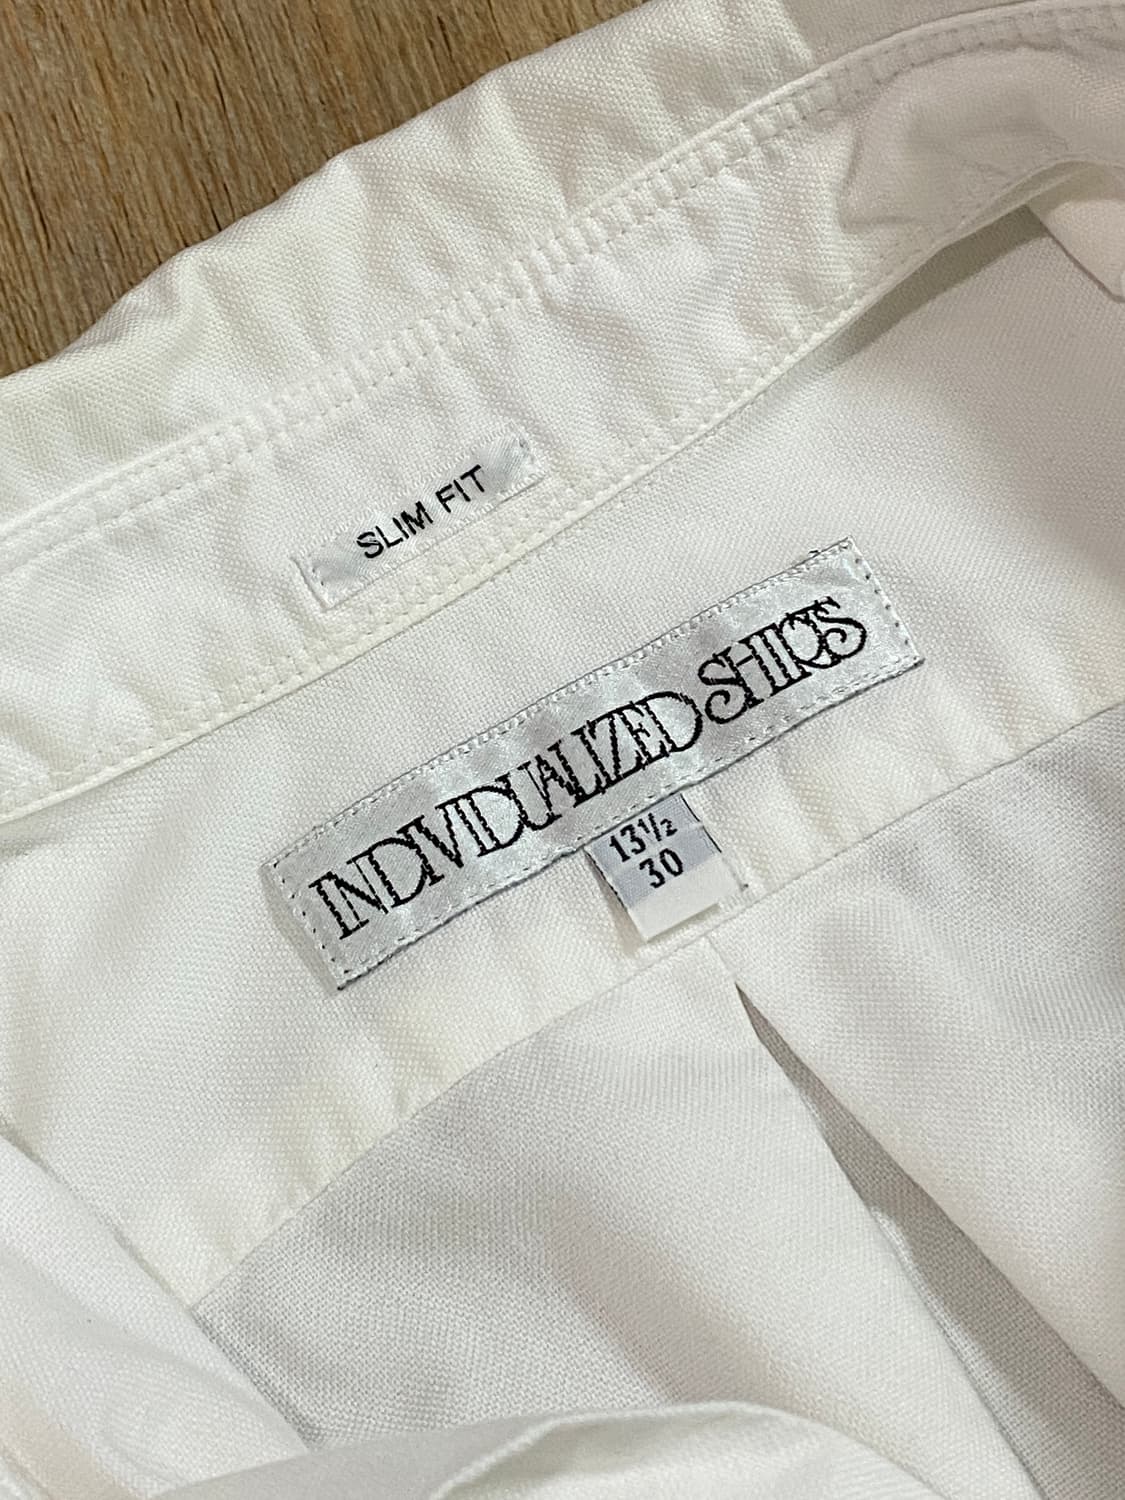 SLIM FIT
INDIVIDUALIZED SHIRTS
13½
30